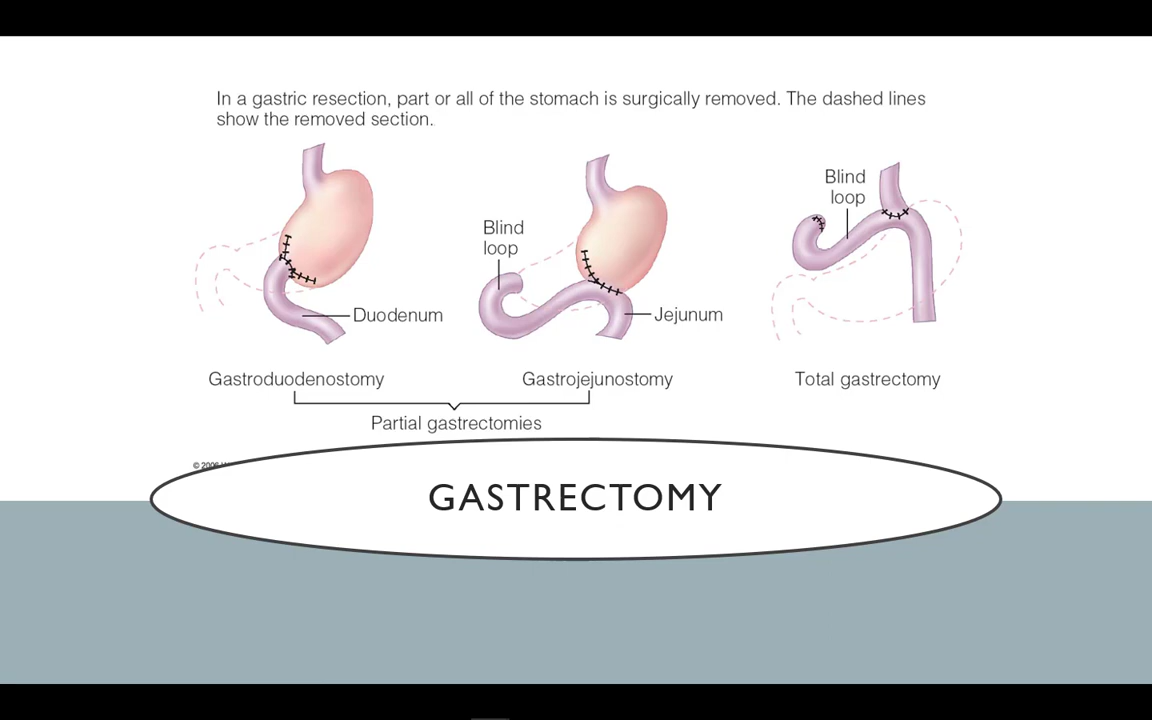 In a gastric resection, part or all of the stomach is surgically removed. The dashed lines
show the removed section.
Blind
loop
Blind
loop
Duodenum
Jejunum
Gastroduodenostomy
Gastrojejunostomy
Total gastrectomy
Partial gastrectomies
© 2006
GASTRECTOMY